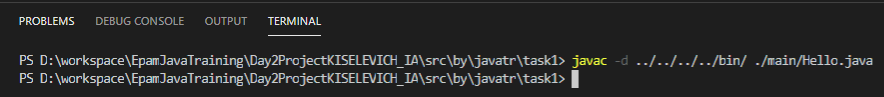 PROBLEMS DEBUG CONSOLE OUTPUT TERMINAL
PS D:\workspace\EpamJavaTraining\Day2ProjectKISELEVICH_IA\src\by\javatr\task1> javac -d ../../../../bin/ ./main/Hello.java
PS D:\workspace\EpamJavaTraining\Day2ProjectKISELEVICH_IA\src\by\javatr\task1>